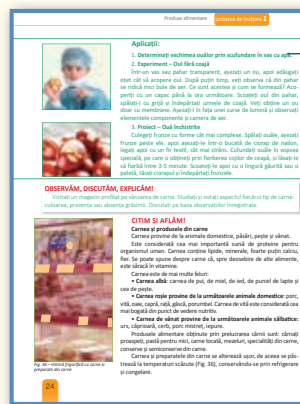 Produse alimentare Unitatea de învățare 1
Aplicații:
1. Determinați vechimea ouălor prin scufundare în vas cu apă.
2. Experiment – Oul fără coajă
Într-un vas sau pahar transparent, așezați un ou, apoi adăugați
oțet cât să acopere oul. După puțin timp, veți observa că din pahar
se ridică mici bule de aer. Ce sunt acestea și cum se formează? Aco-
periți cu un capac până la ora următoare. Scoateți oul din pahar,
spălați-l cu grijă și îndepărtați urmele de coajă. Veți obține un ou
doar cu membrane. Așezați-l în fața unei surse de lumină și observați
elementele componente și camera de aer.
3. Proiect – Ouă închistrite
Culegeți frunze cu forme cât mai complexe. Spălați ouăle, așezați
frunze peste ele, apoi așezați-le într-o bucată de ciorap de nailon,
legați apoi cu un fir textil, cât mai strâns. Cufundați ouăle în vopsea
specială, pe care o obțineți prin fierberea cojilor de ceapă, și lăsați-le
să fiarbă între 3-5 minute. Scoateți-le apoi cu o lingură găurită sau o
paletă, tăiați ciorapul și îndepărtați frunzele.
OBSERVĂM, DISCUTĂM, EXPLICĂM!
Vizitați un magazin profilat pe vânzarea de carne. Studiați și notați aspectul fiecărui tip de carne:
culoarea, prezența sau absența grăsimii. Discutați pe baza observațiilor înregistrate.
CITIM ȘI AFLĂM!
Carnea și produsele din carne
Carnea provine de la animale domestice, păsări, pește și vânat.
Este considerată cea mai importantă sursă de proteine pentru
organismul uman. Carnea conține lipide, minerale, foarte puțin calciu,
fier. Se poate spune despre carne că, spre deosebire de alte alimente,
este săracă în vitamine.
Carnea este de mai multe feluri:
• Carnea albă: carnea de pui, de miel, de ied, de purcel de lapte și
cea de pește.
• Carnea roșie provine de la următoarele animale domestice: porc,
vită, oaie, capră, rață, gâscă, porumbel. Carnea de vită este considerată cea
mai bogată din punct de vedere nutritiv.
• Carnea de vânat provine de la următoarele animale sălbatice:
urs, căprioară, cerb, porc mistreț, iepure.
Produsele alimentare obținute prin prelucrarea cărnii sunt: cârnați
proaspeți, pastă pentru mici, carne tocată, mezeluri, specialități din carne,
conserve și semiconserve din carne.
Carnea și preparatele din carne se alterează ușor, de aceea se păs-
trează la temperaturi scăzute (Fig. 36), conservându-se prin refrigerare
și congelare.
Fig. 36 – Vitrină frigorifică cu carne și
preparate din carne
24